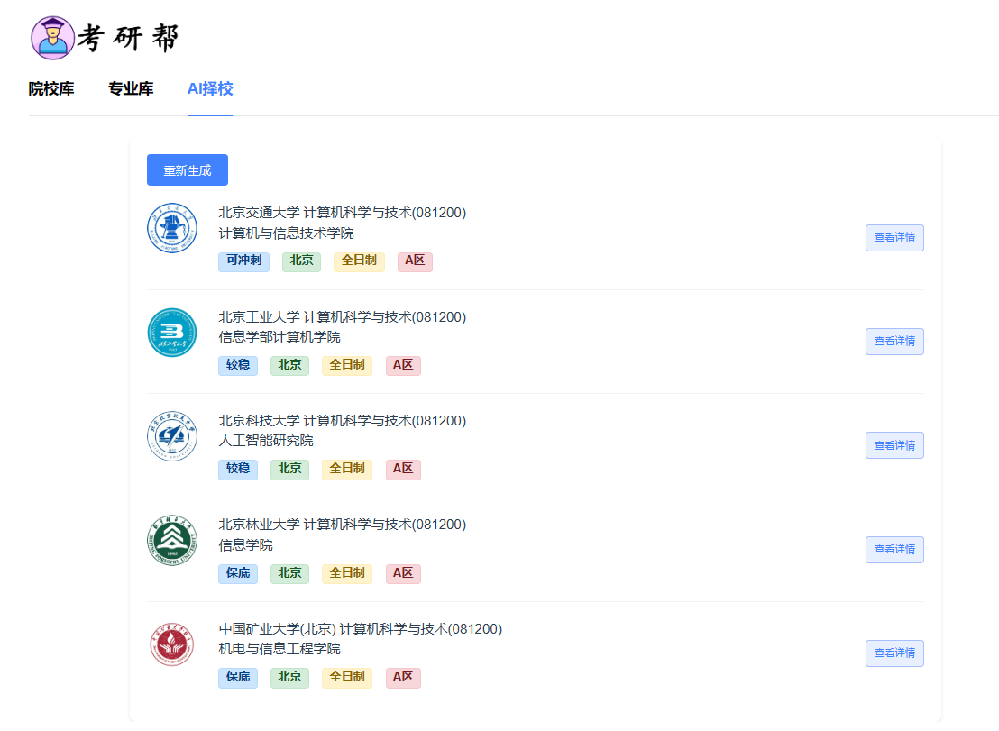 考研帮
院校库 专业库 AI择校
重新生成
北京交通大学 计算机科学与技术(081200)
计算机与信息技术学院
查看详情
可冲刺 北京 全日制 A区
北京工业大学 计算机科学与技术(081200)
信息学部计算机学院
查看详情
较稳 北京 全日制 A区
北京科技大学 计算机科学与技术(081200)
人工智能研究院
查看详情
较稳 北京 全日制 A区
北京林业大学 计算机科学与技术(081200)
信息学院
查看详情
保底 北京 全日制 A区
中国矿业大学(北京) 计算机科学与技术(081200)
机电与信息工程学院
查看详情
保底 北京 全日制 A区